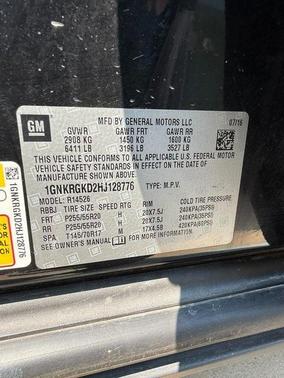 GM
MFD BY GENERAL MOTORS LLC
07/16
GVWR GAWR FRT GAWR RR
2908 KG 1450 KG 1600 KG
6411 LB 3196 LB 3527 LB
THIS VEHICLE CONFORMS TO ALL APPLICABLE U.S. FEDERAL MOTOR
VEHICLE SAFETY AND THEFT PREVENTION STANDARDS IN EFFECT ON THE DATE OF
MANUFACTURE SHOWN ABOVE.
1GNKRGKD2HJ128776 TYPE: M.P.V.
MODEL: R14526
RBBJ TIRE SIZE SPEED RTG RIM COLD TIRE PRESSURE
FRT P255/55R20 H 20X7.5J 240KPA(35PSI)
RR P255/55R20 H 20X7.5J 240KPA(35PSI)
SPA T145/70R17 M 17X4.5B 420KPA(60PSI)
SEE OWNER'S MANUAL FOR MORE INFORMATION.
1GNKRGKD2HJ128776